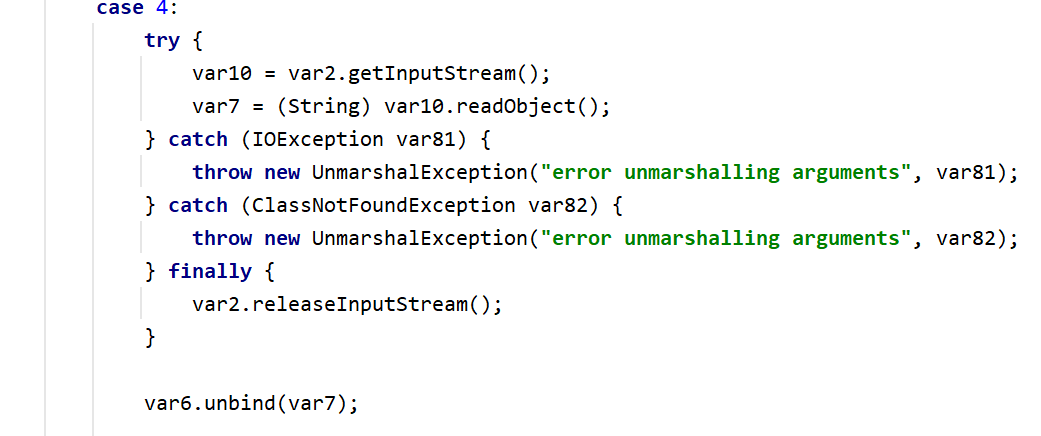 case 4:
try {
var10 = var2.getInputStream();
var7 = (String) var10.readObject();
} catch (IOException var81) {
throw new UnmarshalException("error unmarshalling arguments", var81);
} catch (ClassNotFoundException var82) {
throw new UnmarshalException("error unmarshalling arguments", var82);
} finally {
var2.releaseInputStream();
}
var6.unbind(var7);